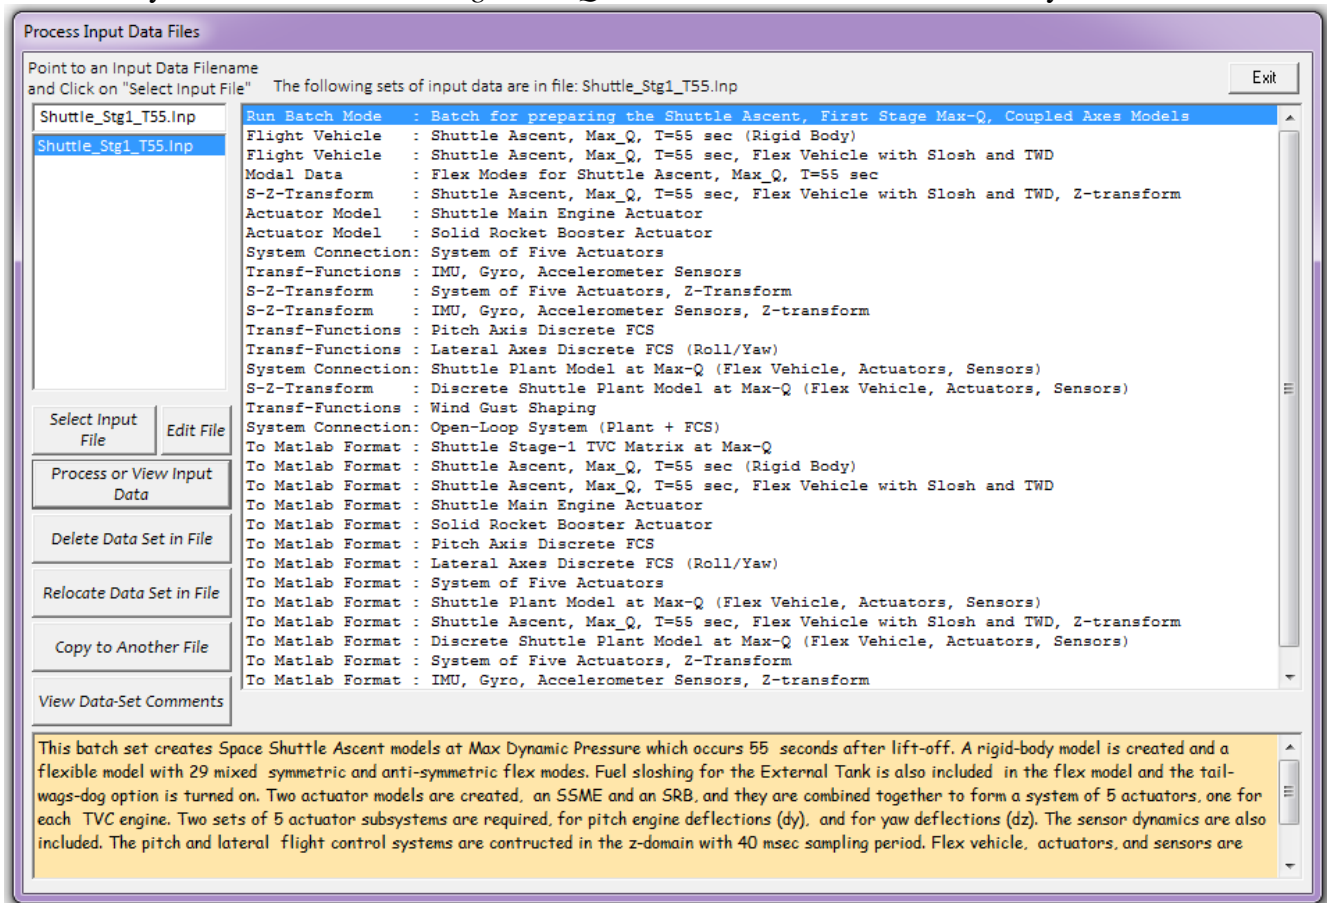 Process Input Data Files
Point to an Input Data Filename
and Click on "Select Input File"
The following sets of input data are in file: Shuttle_Stg1_T55.Inp
Exit
Shuttle_Stg1_T55.Inp
Shuttle_Stg1_T55.Inp
Run Batch Mode : Batch for preparing the Shuttle Ascent, First Stage Max-Q, Coupled Axes Models
Flight Vehicle : Shuttle Ascent, Max_Q, T=55 sec (Rigid Body)
Flight Vehicle : Shuttle Ascent, Max_Q, T=55 sec, Flex Vehicle with Slosh and TWD
Modal Data : Flex Modes for Shuttle Ascent, Max_Q, T=55 sec
S-Z-Transform : Shuttle Ascent, Max_Q, T=55 sec, Flex Vehicle with Slosh and TWD, Z-transform
Actuator Model : Shuttle Main Engine Actuator
Actuator Model : Solid Rocket Booster Actuator
System Connection: System of Five Actuators
Transf-Functions : IMU, Gyro, Accelerometer Sensors
S-Z-Transform : System of Five Actuators, Z-Transform
S-Z-Transform : IMU, Gyro, Accelerometer Sensors, Z-transform
Transf-Functions : Pitch Axis Discrete FCS
Transf-Functions : Lateral Axes Discrete FCS (Roll/Yaw)
System Connection: Shuttle Plant Model at Max-Q (Flex Vehicle, Actuators, Sensors)
S-Z-Transform : Discrete Shuttle Plant Model at Max-Q (Flex Vehicle, Actuators, Sensors)
Transf-Functions : Wind Gust Shaping
System Connection: Open-Loop System (Plant + FCS)
To Matlab Format : Shuttle Stage-1 TVC Matrix at Max-Q
To Matlab Format : Shuttle Ascent, Max_Q, T=55 sec (Rigid Body)
To Matlab Format : Shuttle Ascent, Max_Q, T=55 sec, Flex Vehicle with Slosh and TWD
To Matlab Format : Shuttle Main Engine Actuator
To Matlab Format : Solid Rocket Booster Actuator
To Matlab Format : Pitch Axis Discrete FCS
To Matlab Format : Lateral Axes Discrete FCS (Roll/Yaw)
To Matlab Format : System of Five Actuators
To Matlab Format : Shuttle Plant Model at Max-Q (Flex Vehicle, Actuators, Sensors)
To Matlab Format : Shuttle Ascent, Max_Q, T=55 sec, Flex Vehicle with Slosh and TWD, Z-transform
To Matlab Format : Discrete Shuttle Plant Model at Max-Q (Flex Vehicle, Actuators, Sensors)
To Matlab Format : System of Five Actuators, Z-Transform
To Matlab Format : IMU, Gyro, Accelerometer Sensors, Z-transform
Select Input
File
Edit File
Process or View Input
Data
Delete Data Set in File
Relocate Data Set in File
Copy to Another File
View Data-Set Comments
This batch set creates Space Shuttle Ascent models at Max Dynamic Pressure which occurs 55 seconds after lift-off. A rigid-body model is created and a
flexible model with 29 mixed symmetric and anti-symmetric flex modes. Fuel sloshing for the External Tank is also included in the flex model and the tail-
wags-dog option is turned on. Two actuator models are created, an SSME and an SRB, and they are combined together to form a system of 5 actuators, one for
each TVC engine. Two sets of 5 actuator subsystems are required, for pitch engine deflections (dy), and for yaw deflections (dz). The sensor dynamics are also
included. The pitch and lateral flight control systems are contructed in the z-domain with 40 msec sampling period. Flex vehicle, actuators, and sensors are